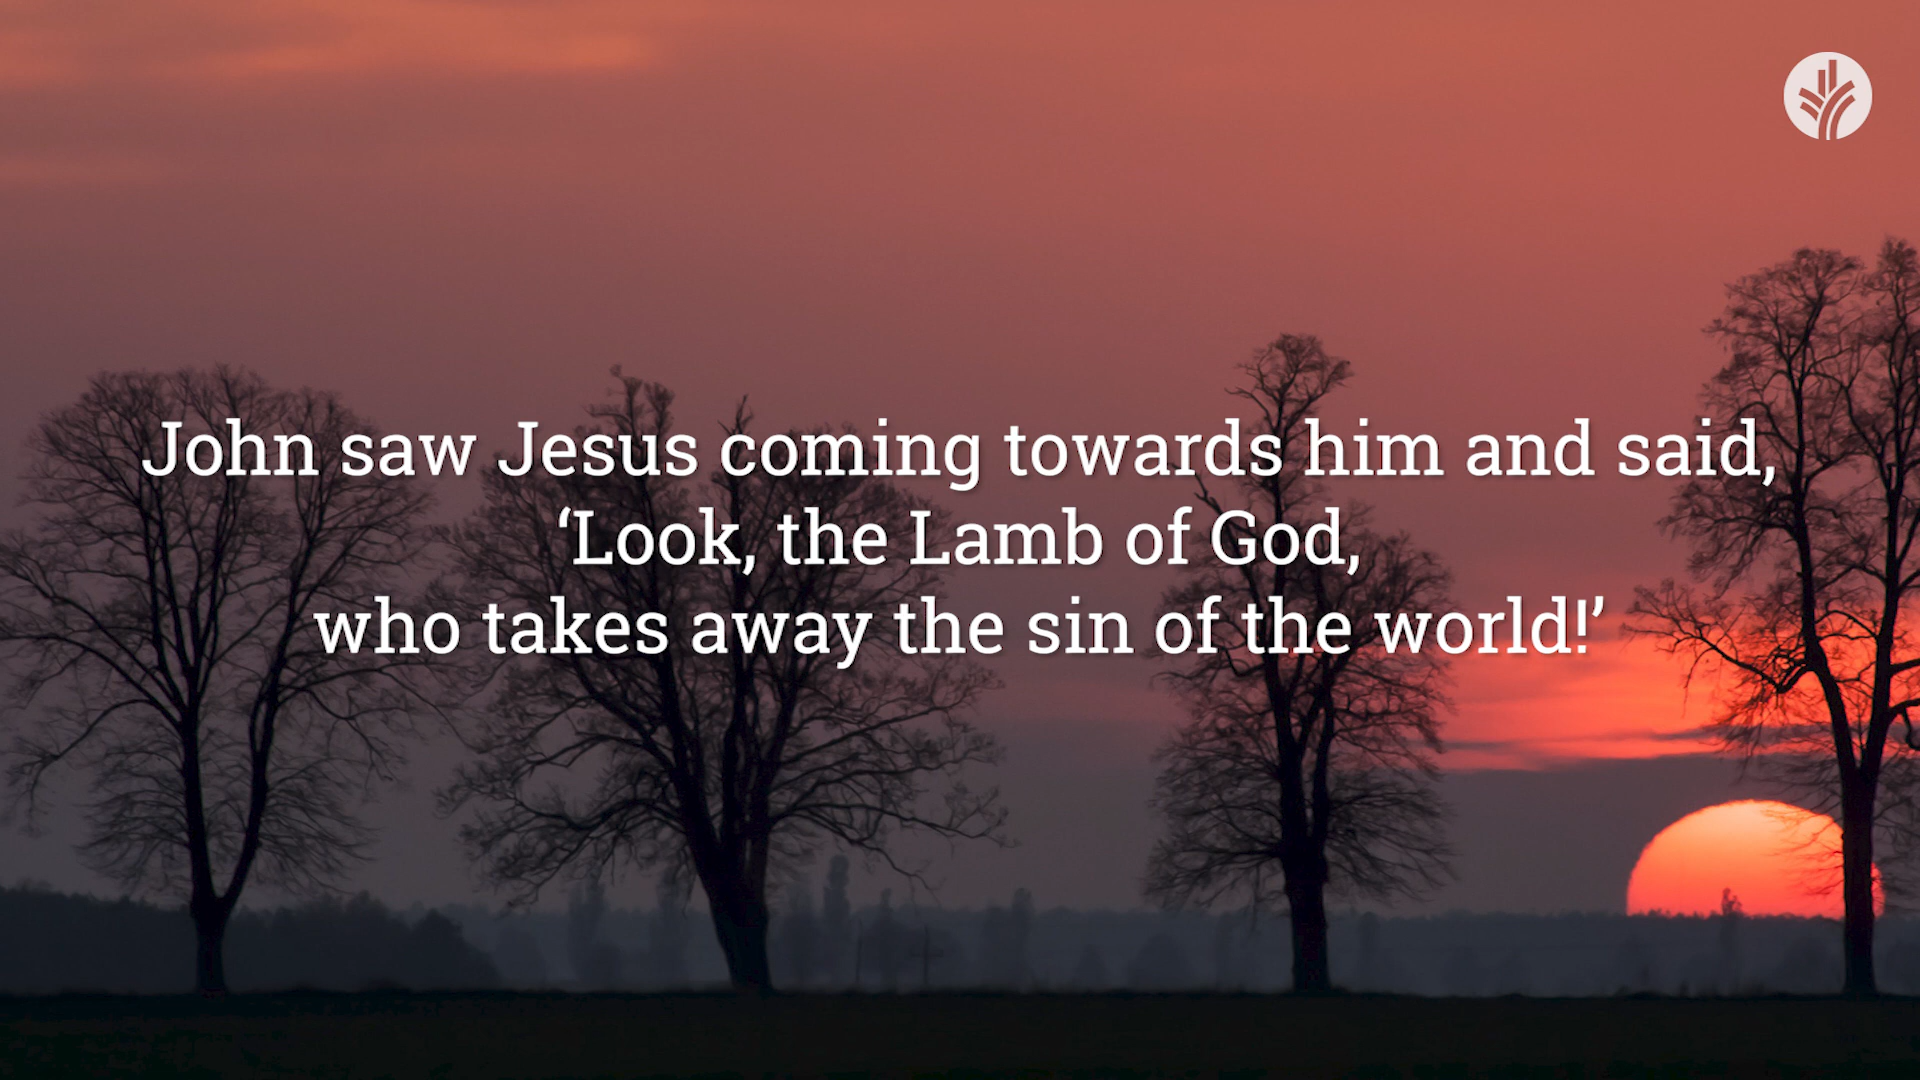 John saw Jesus coming towards him and said,
‘Look, the Lamb of God,
who takes away the sin of the world!’